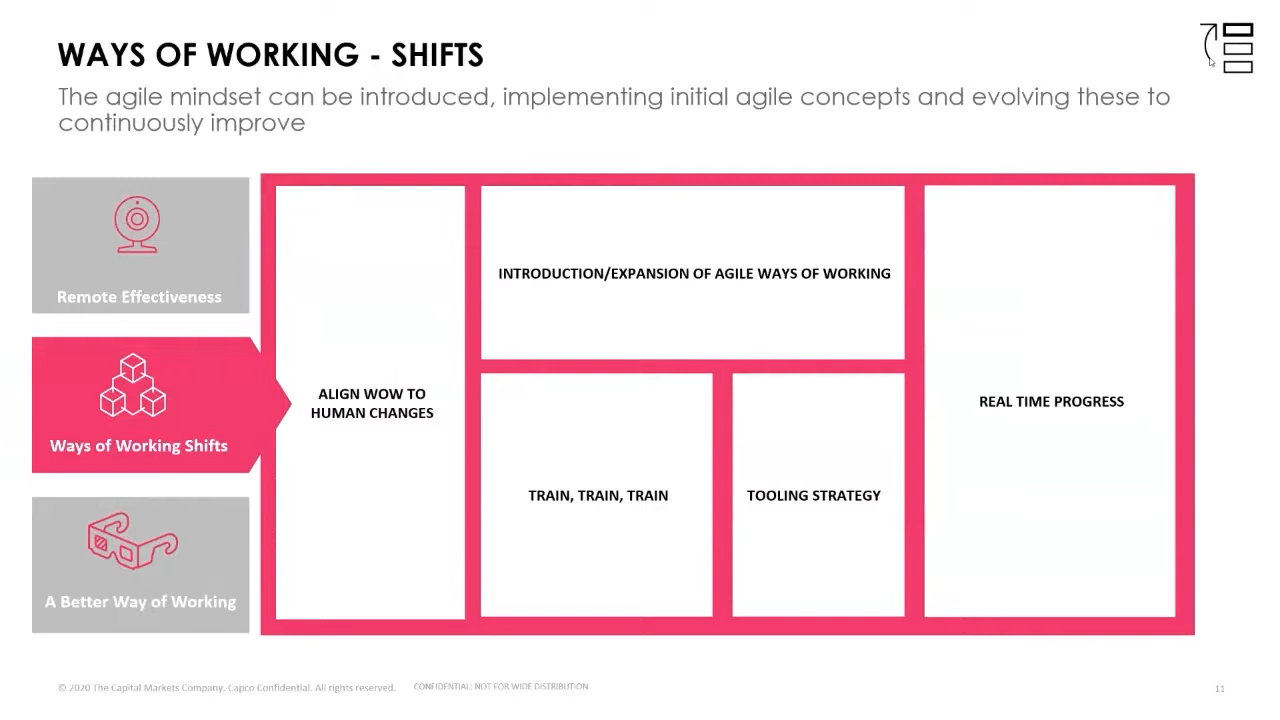 WAYS OF WORKING - SHIFTS
The agile mindset can be introduced, implementing initial agile concepts and evolving these to
continuously improve
Remote Effectiveness
Ways of Working Shifts
A Better Way of Working
ALIGN WOW TO
HUMAN CHANGES
INTRODUCTION/EXPANSION OF AGILE WAYS OF WORKING
TRAIN, TRAIN, TRAIN
TOOLING STRATEGY
REAL TIME PROGRESS
© 2020 The Capital Markets Company. Capco Confidential. All rights reserved.
CONFIDENTIAL: NOT FOR WIDE DISTRIBUTION
11